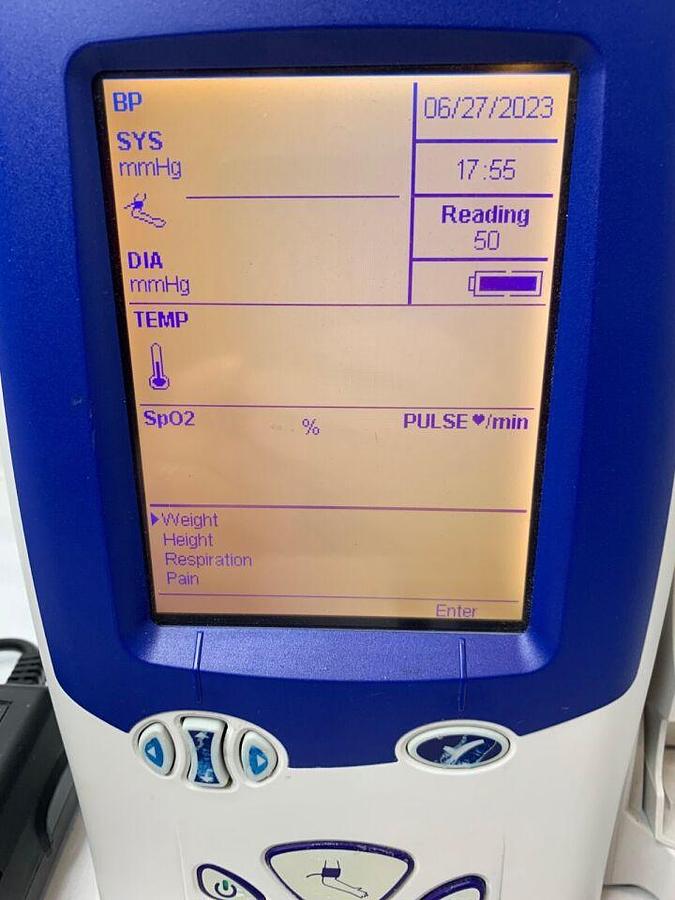 BP
SYS
mmHg
DIA
mmHg
06/27/2023
17:55
Reading
50
TEMP
SpO2 % PULSE♥/min
▶Weight
Height
Respiration
Pain
Enter